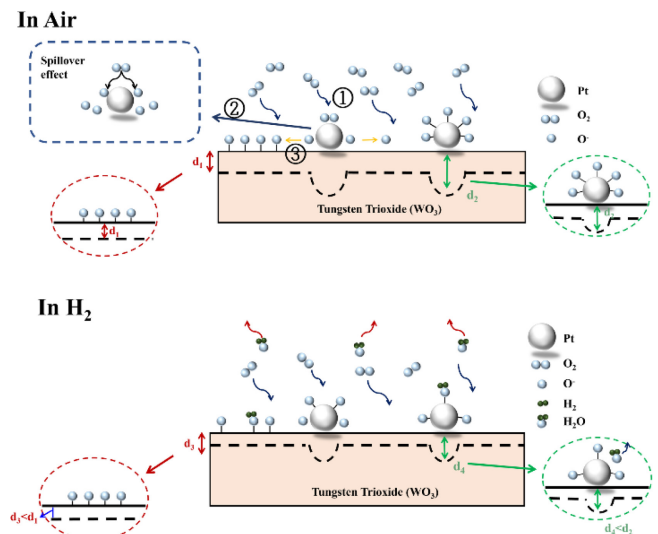 In Air
Spillover
effect
①
②
③
Pt
O₂
O⁻
d₁
d₂
Tungsten Trioxide (WO₃)
d₁
In H₂
Pt
O₂
O⁻
H₂
H₂O
d₃
d₄
Tungsten Trioxide (WO₃)
d₃<d₁
d₄<d₂